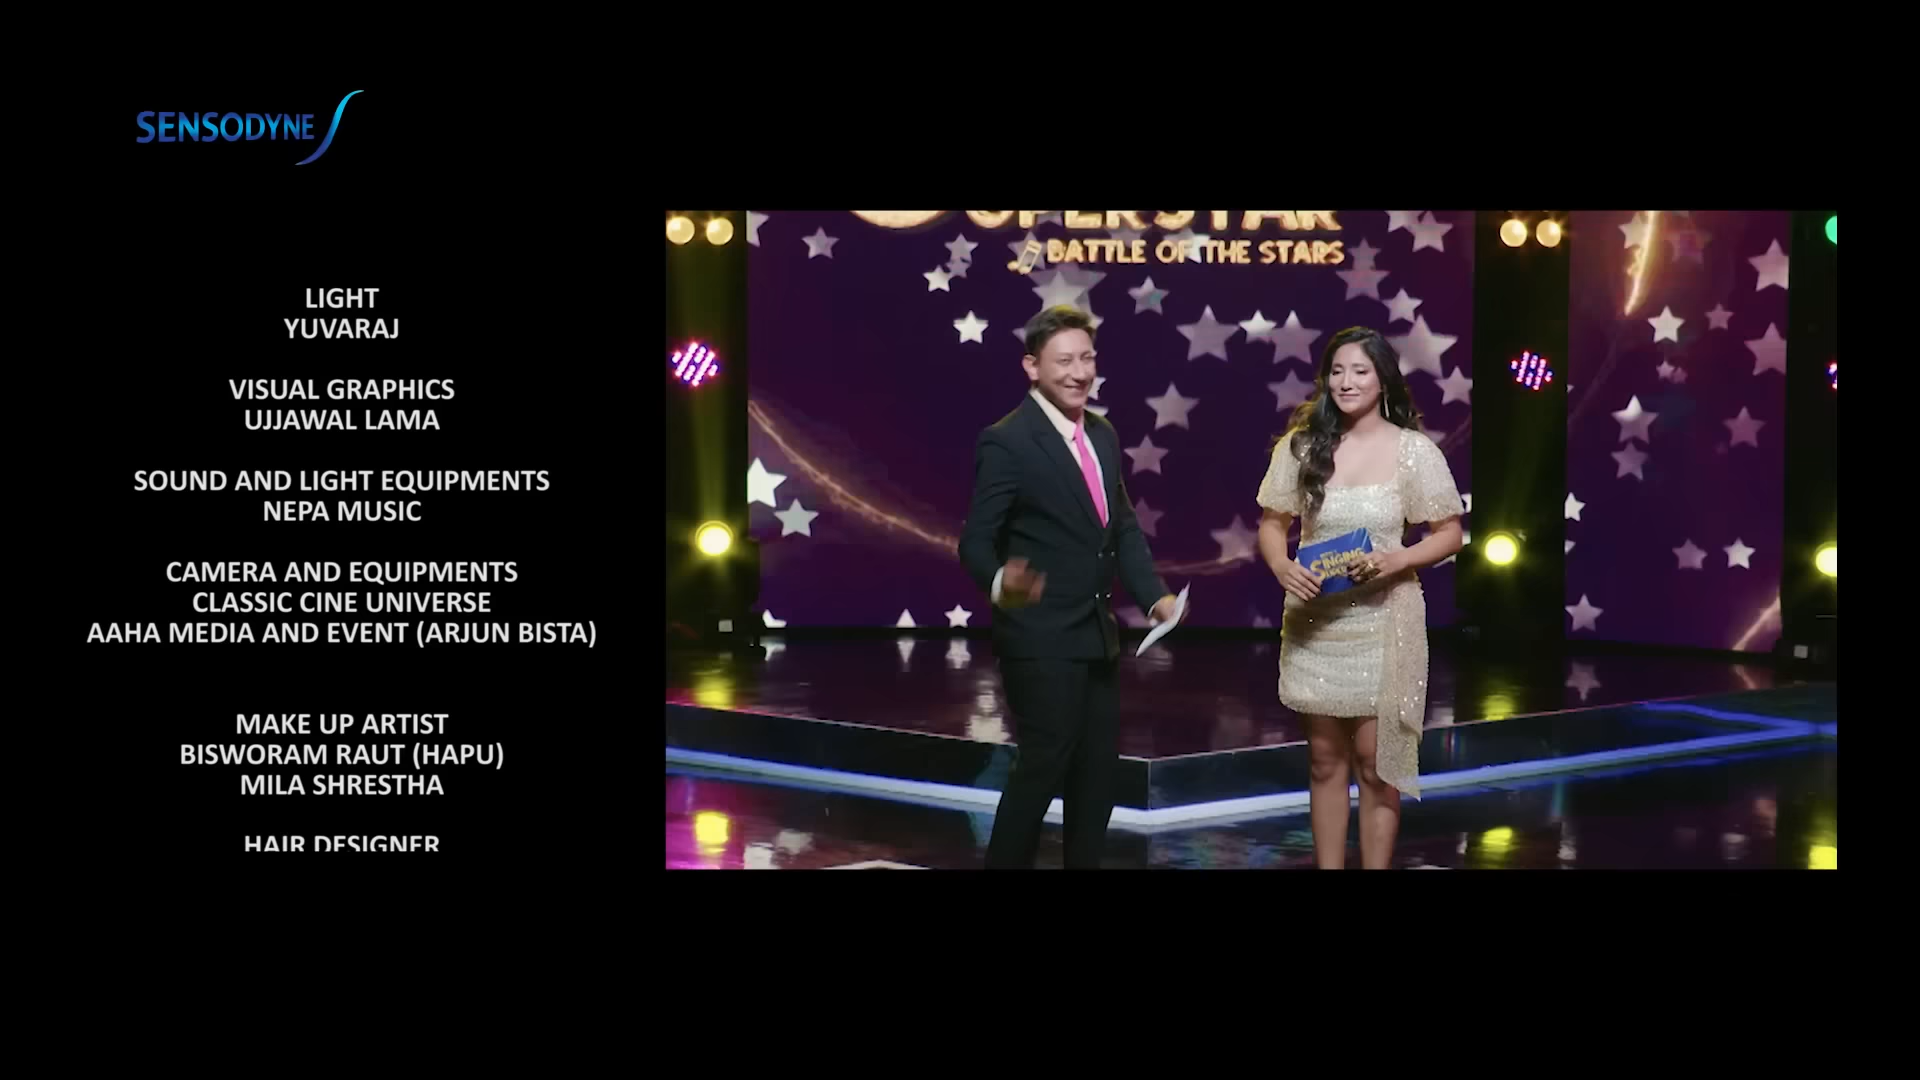 SENSODYNE
LIGHT
YUVARAJ
VISUAL GRAPHICS
UJJAWAL LAMA
SOUND AND LIGHT EQUIPMENTS
NEPA MUSIC
CAMERA AND EQUIPMENTS
CLASSIC CINE UNIVERSE
AAHA MEDIA AND EVENT (ARJUN BISTA)
MAKE UP ARTIST
BISWORAM RAUT (HAPU)
MILA SHRESTHA
HAIR DESIGNER
BATTLE OF THE STARS
SINGING